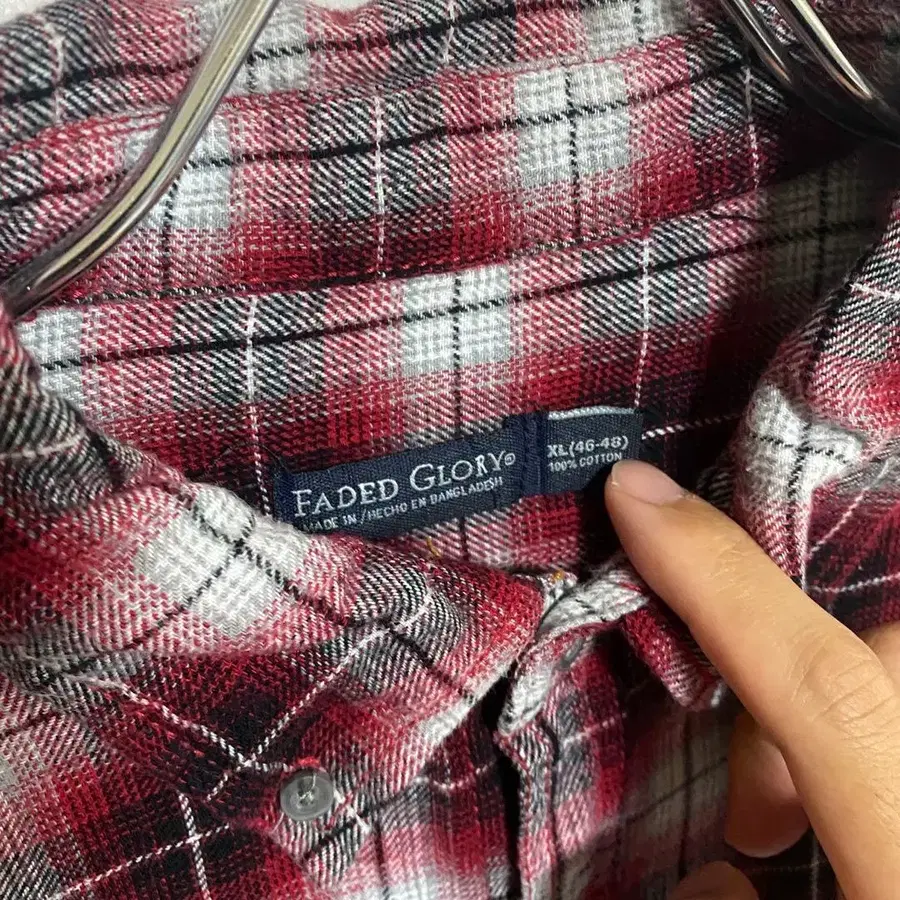 FADED GLORY®
MADE IN / HECHO EN BANGLADESH
XL (46-48)
100% COTTON